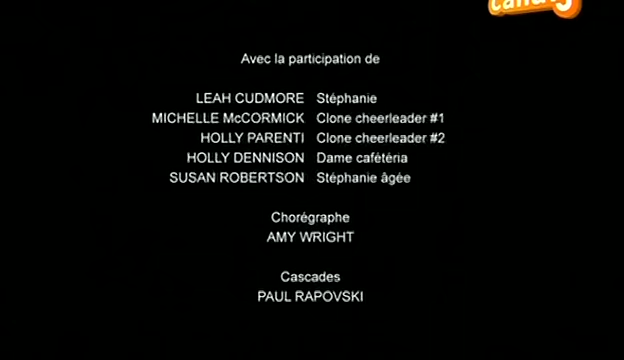 Avec la participation de
LEAH CUDMORE Stéphanie
MICHELLE McCORMICK Clone cheerleader #1
HOLLY PARENTI Clone cheerleader #2
HOLLY DENNISON Dame cafétéria
SUSAN ROBERTSON Stéphanie âgée
Chorégraphe
AMY WRIGHT
Cascades
PAUL RAPOVSKI